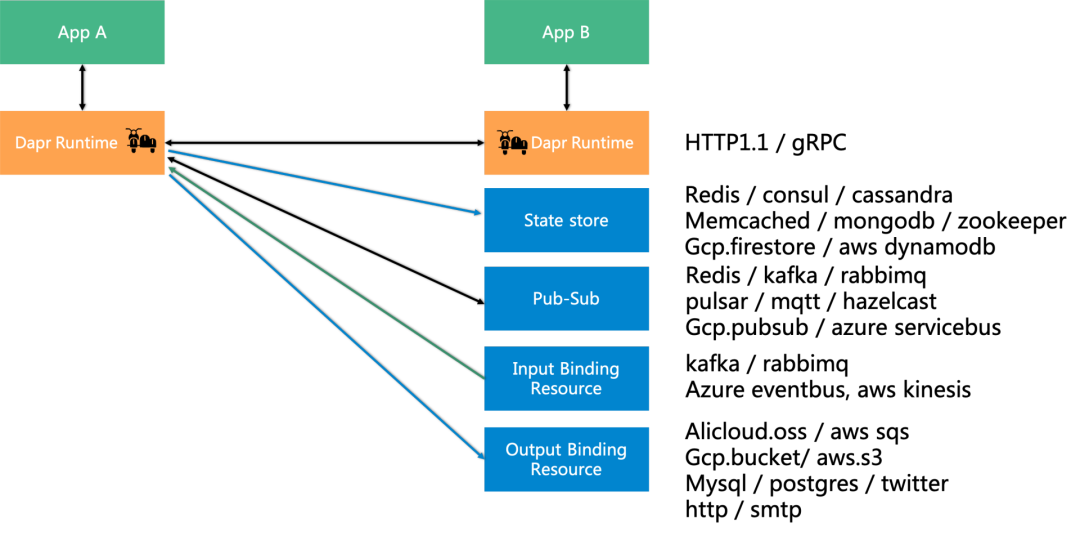 App A
App B
Dapr Runtime
Dapr Runtime
HTTP1.1 / gRPC
State store
Redis / consul / cassandra
Memcached / mongodb / zookeeper
Gcp.firestore / aws dynamodb
Pub-Sub
Redis / kafka / rabbimq
pulsar / mqtt / hazelcast
Gcp.pubsub / azure servicebus
Input Binding
Resource
kafka / rabbimq
Azure eventbus, aws kinesis
Output Binding
Resource
Alicloud.oss / aws sqs
Gcp.bucket/ aws.s3
Mysql / postgres / twitter
http / smtp